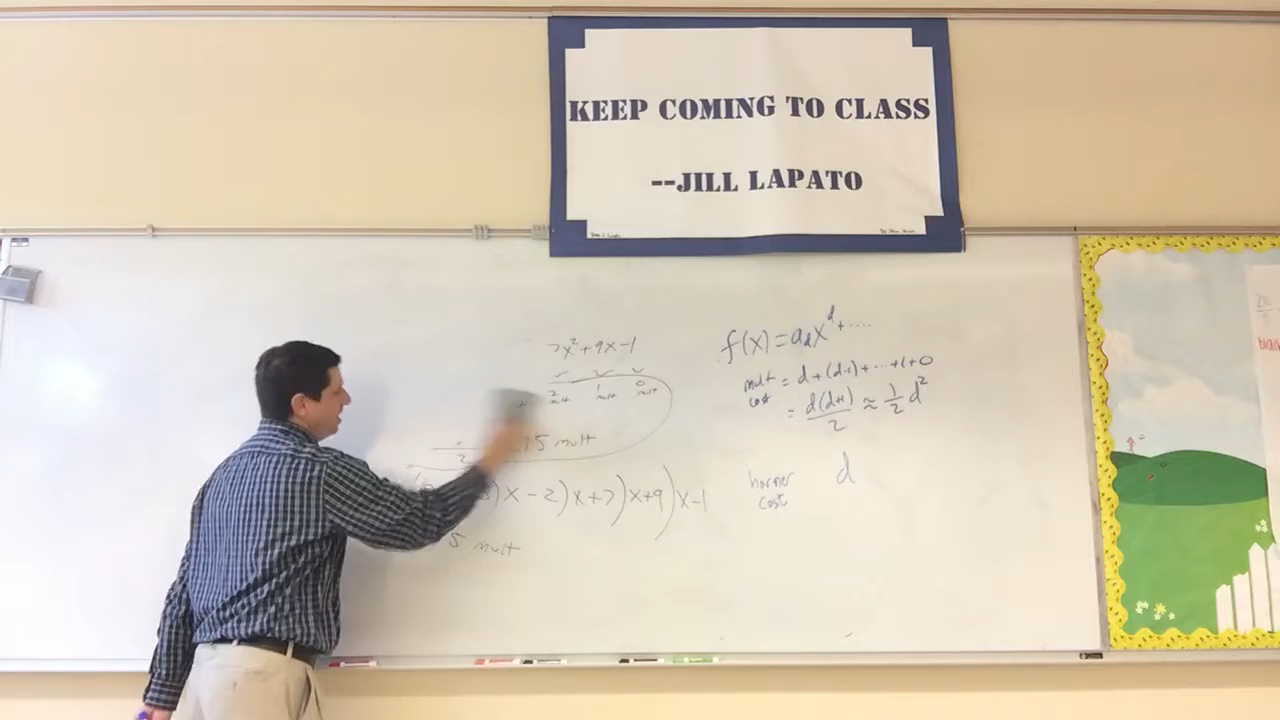 KEEP COMING TO CLASS
--JILL LAPATO
7x²+9x-1
2 mult 1 mult 0 mult
15 mult
)x-2)x+7)x+9)x-1
5 mult
f(x)=a_d x^d+....
mult cost = d+(d-1)+...+1+0
= d(d+1)/2 ≈ 1/2 d²
horner cost d